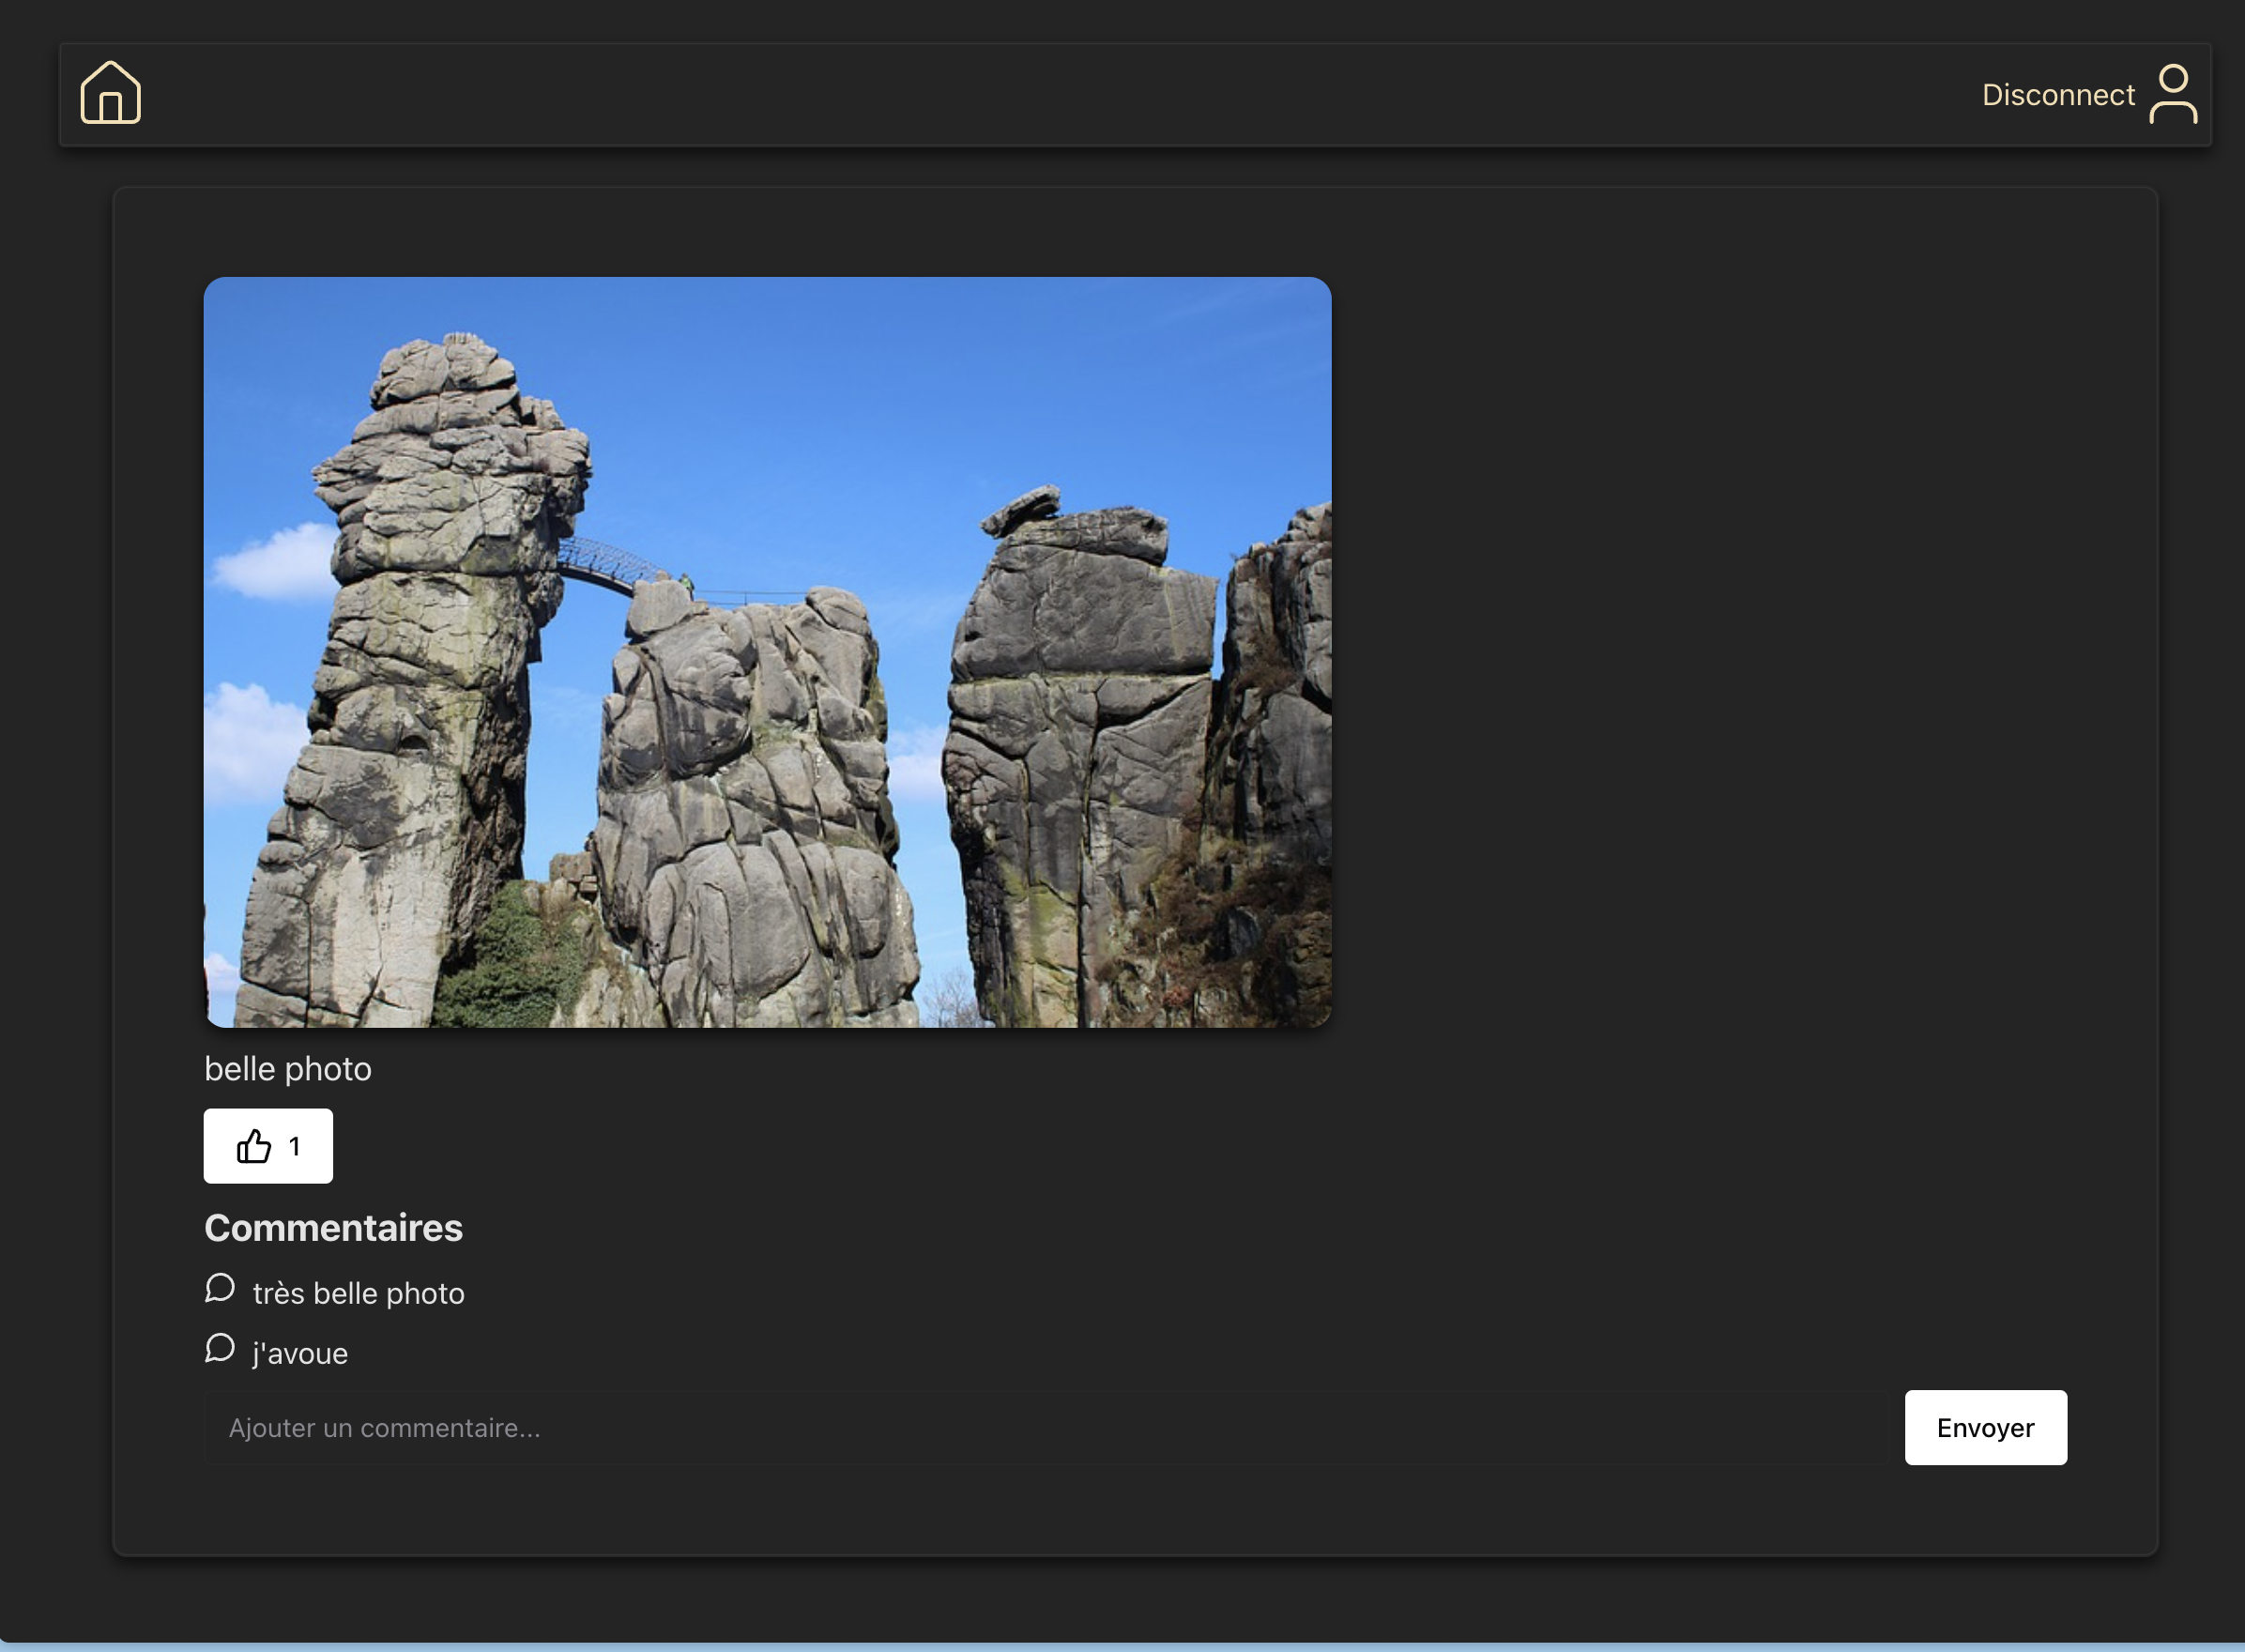 Disconnect
belle photo
1
Commentaires
très belle photo
j'avoue
Ajouter un commentaire...
Envoyer